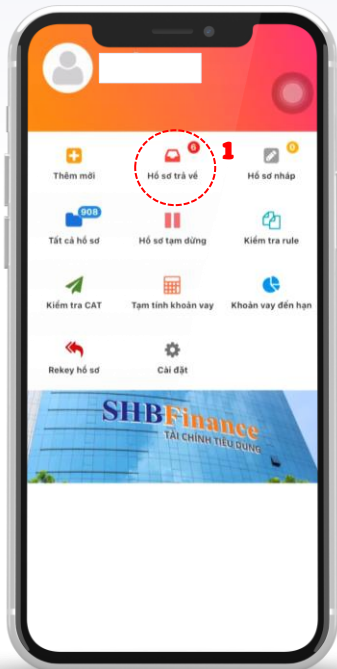 6
1
0
Thêm mới
Hồ sơ trả về
Hồ sơ nháp
908
Tất cả hồ sơ
Hồ sơ tạm dừng
Kiểm tra rule
Kiểm tra CAT
Tạm tính khoản vay
Khoản vay đến hạn
Rekey hồ sơ
Cài đặt
SHBFinance
TÀI CHÍNH TIÊU DÙNG